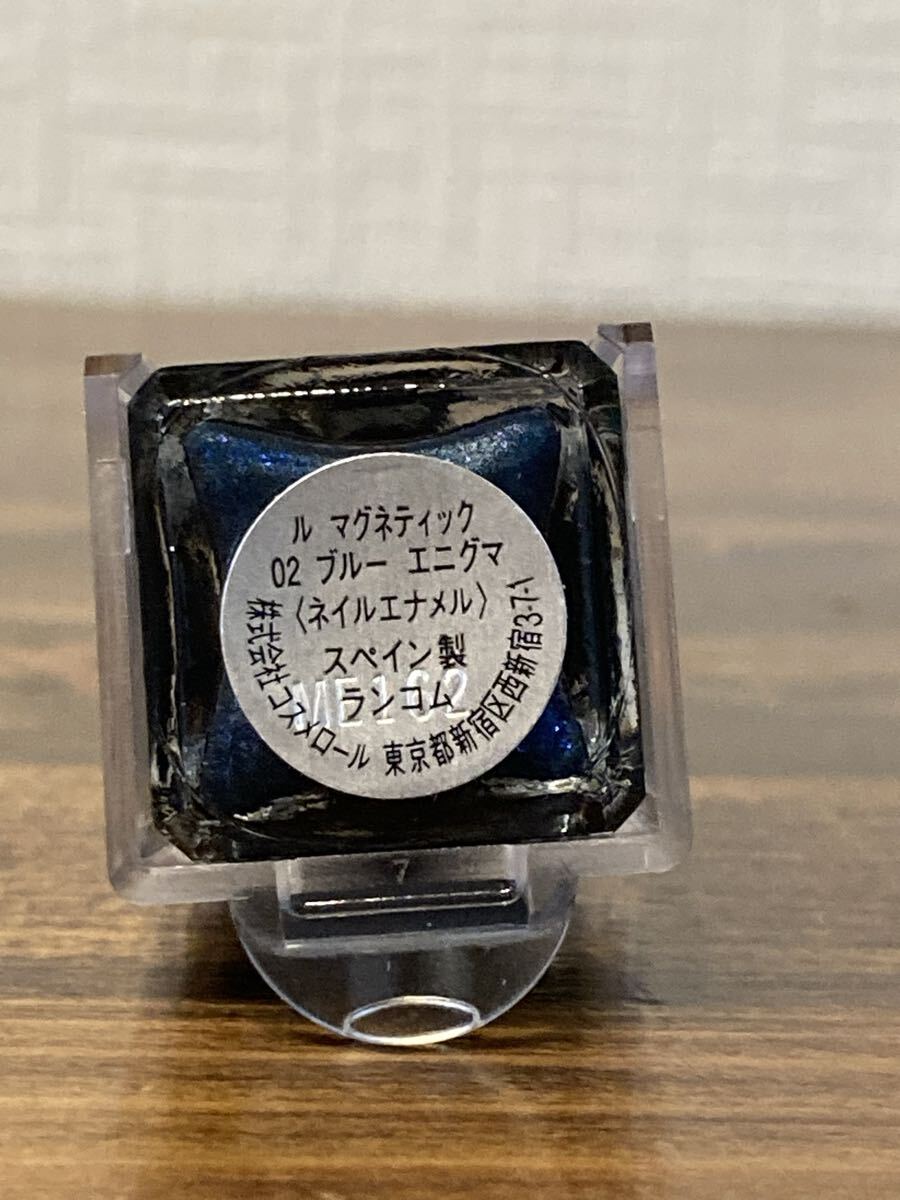 ル マグネティック
02 ブルー エニグマ
〈ネイルエナメル〉
スペイン製
ランコム
株式会社コスメロール 東京都新宿区西新宿3-7-1
ME162
7